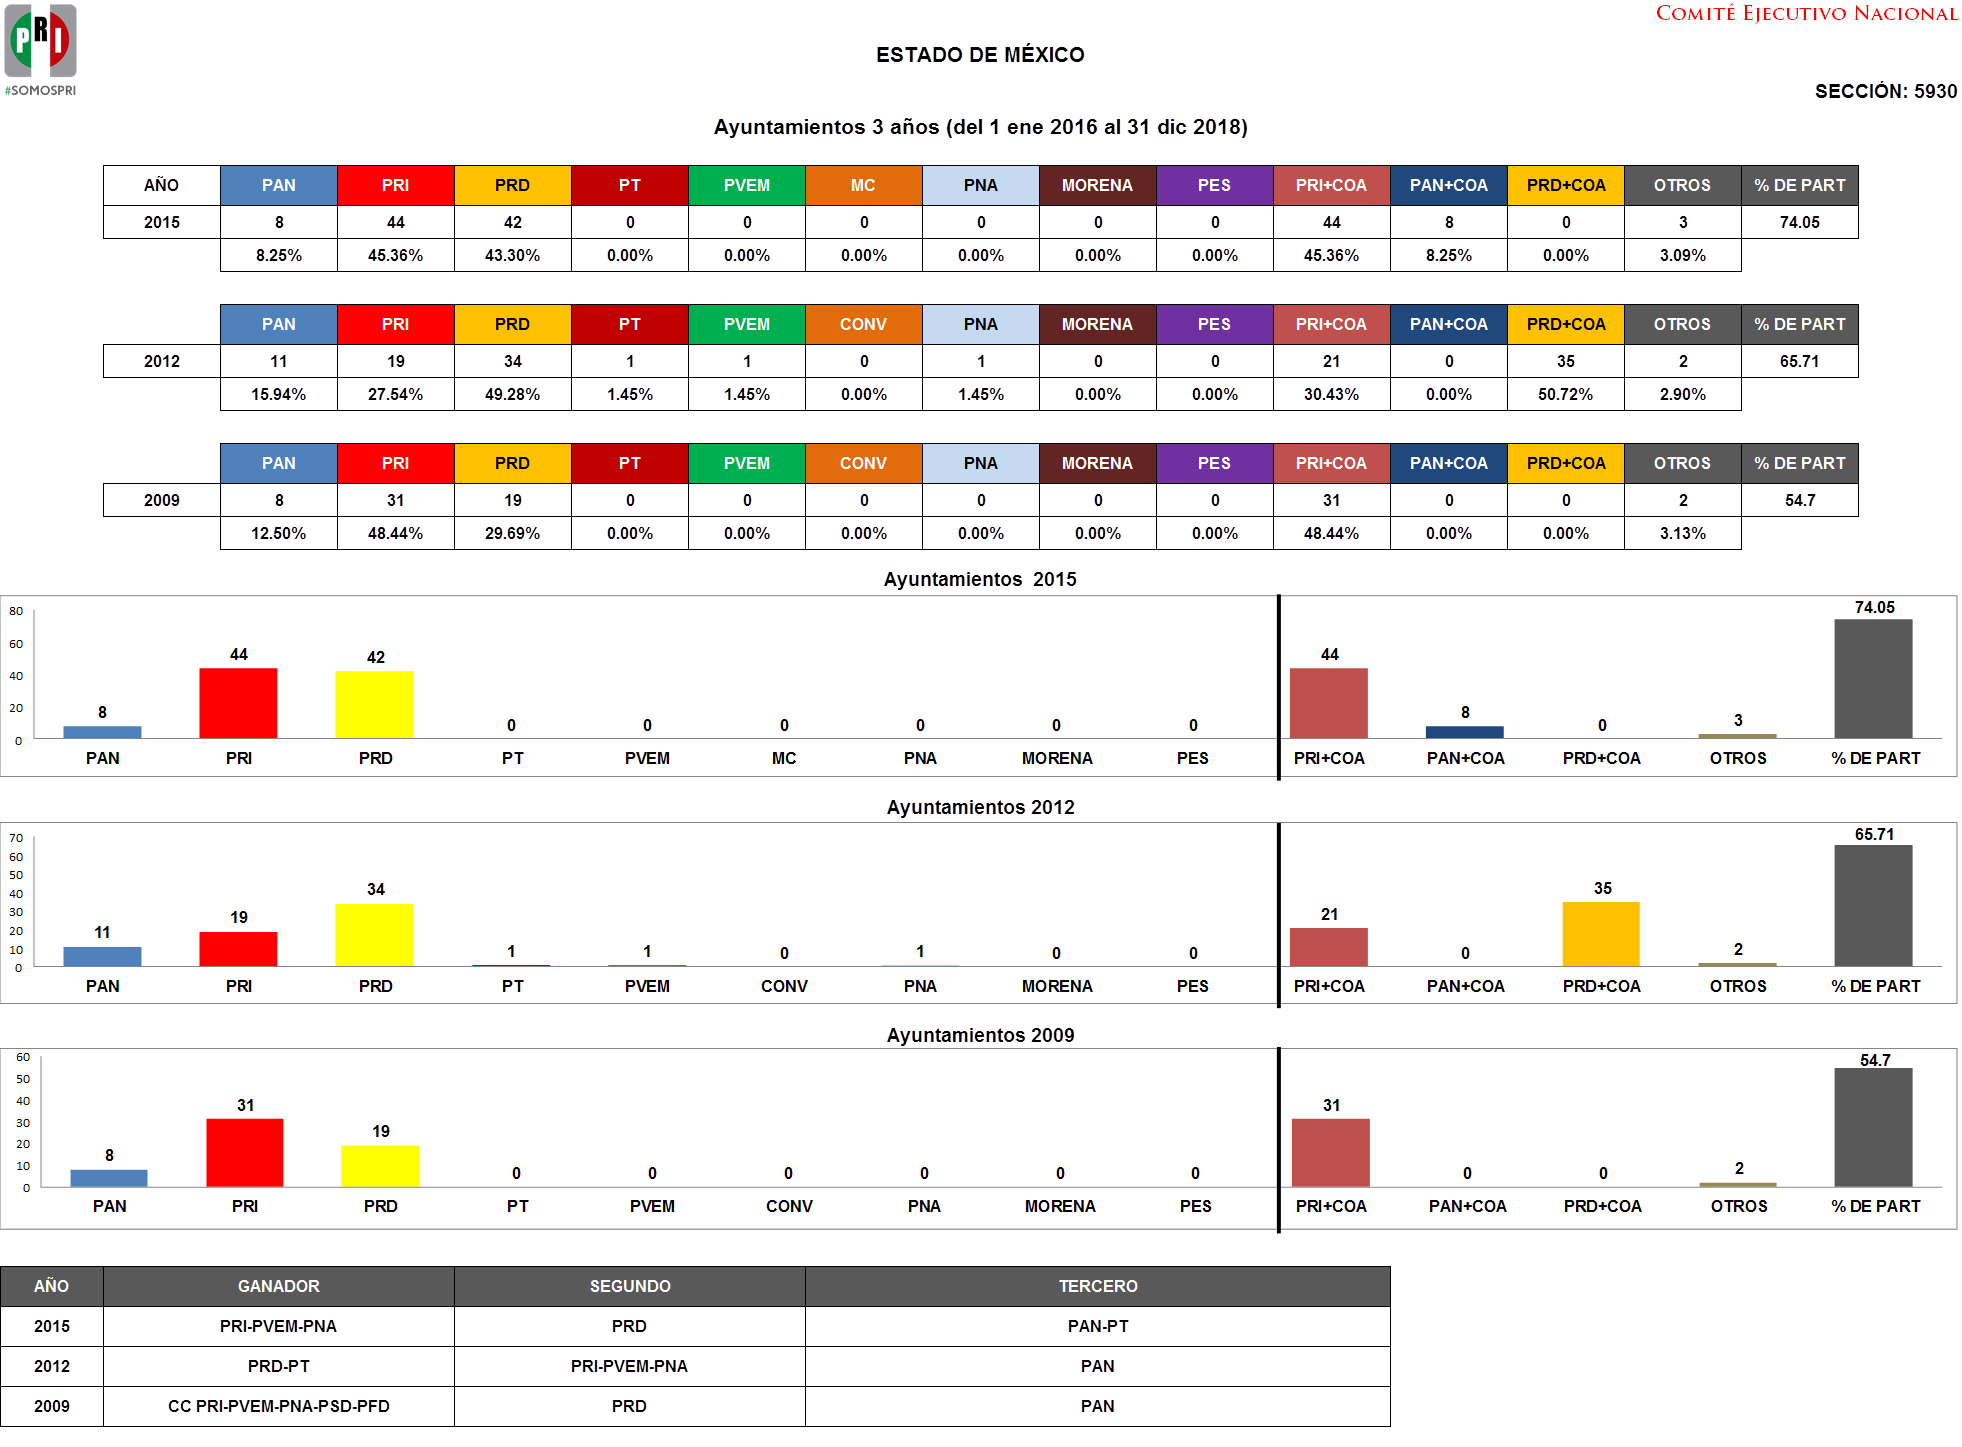 COMITÉ EJECUTIVO NACIONAL
PRI
#SOMOSPRI
ESTADO DE MÉXICO
SECCIÓN: 5930
Ayuntamientos 3 años (del 1 ene 2016 al 31 dic 2018)
AÑO PAN PRI PRD PT PVEM MC PNA MORENA PES PRI+COA PAN+COA PRD+COA OTROS % DE PART
2015 8 44 42 0 0 0 0 0 0 44 8 0 3 74.05
8.25% 45.36% 43.30% 0.00% 0.00% 0.00% 0.00% 0.00% 0.00% 45.36% 8.25% 0.00% 3.09%
PAN PRI PRD PT PVEM CONV PNA MORENA PES PRI+COA PAN+COA PRD+COA OTROS % DE PART
2012 11 19 34 1 1 0 1 0 0 21 0 35 2 65.71
15.94% 27.54% 49.28% 1.45% 1.45% 0.00% 1.45% 0.00% 0.00% 30.43% 0.00% 50.72% 2.90%
PAN PRI PRD PT PVEM CONV PNA MORENA PES PRI+COA PAN+COA PRD+COA OTROS % DE PART
2009 8 31 19 0 0 0 0 0 0 31 0 0 2 54.7
12.50% 48.44% 29.69% 0.00% 0.00% 0.00% 0.00% 0.00% 0.00% 48.44% 0.00% 0.00% 3.13%
Ayuntamientos 2015
80
60
40
20
0
8 44 42 0 0 0 0 0 0 44 8 0 3 74.05
PAN PRI PRD PT PVEM MC PNA MORENA PES PRI+COA PAN+COA PRD+COA OTROS % DE PART
Ayuntamientos 2012
70
60
50
40
30
20
10
0
11 19 34 1 1 0 1 0 0 21 0 35 2 65.71
PAN PRI PRD PT PVEM CONV PNA MORENA PES PRI+COA PAN+COA PRD+COA OTROS % DE PART
Ayuntamientos 2009
60
50
40
30
20
10
0
8 31 19 0 0 0 0 0 0 31 0 0 2 54.7
PAN PRI PRD PT PVEM CONV PNA MORENA PES PRI+COA PAN+COA PRD+COA OTROS % DE PART
AÑO GANADOR SEGUNDO TERCERO
2015 PRI-PVEM-PNA PRD PAN-PT
2012 PRD-PT PRI-PVEM-PNA PAN
2009 CC PRI-PVEM-PNA-PSD-PFD PRD PAN